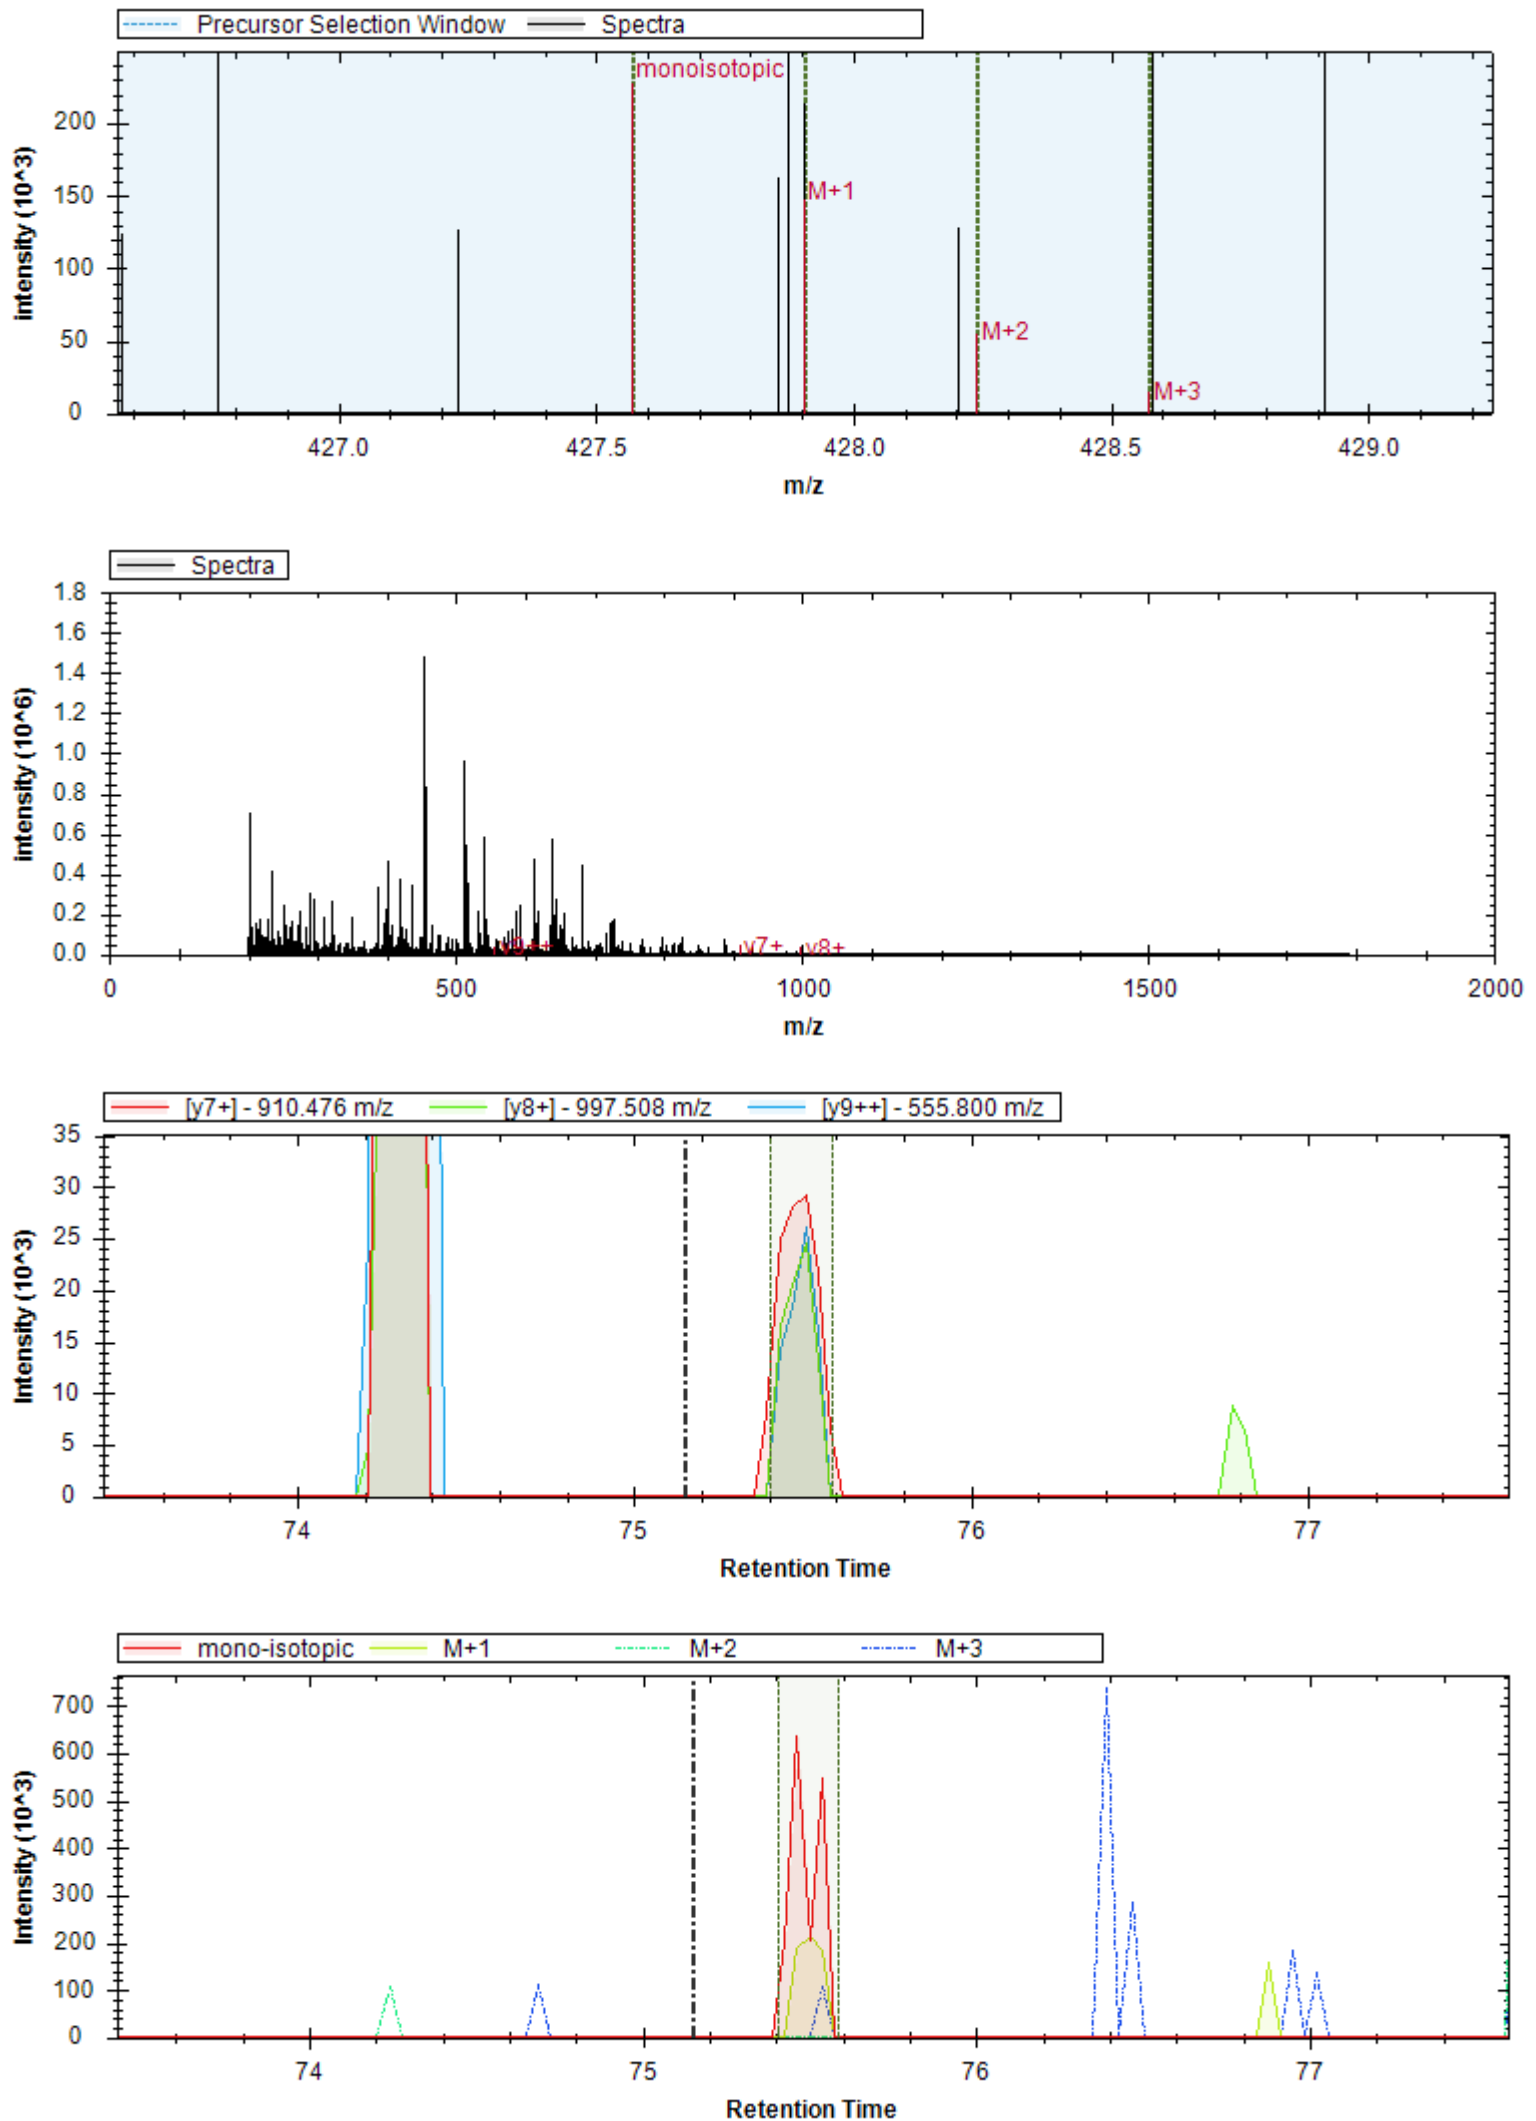 Precursor Selection Window Spectra
monoisotopic
M+1
M+2
M+3
200
150
100
50
0
intensity (10^3)
427.0 427.5 428.0 428.5 429.0
m/z
Spectra
1.8
1.6
1.4
1.2
1.0
0.8
0.6
0.4
0.2
0.0
intensity (10^6)
y9++ y7+ y8+
0 500 1000 1500 2000
m/z
[y7+] - 910.476 m/z [y8+] - 997.508 m/z [y9++] - 555.800 m/z
35
30
25
20
15
10
5
0
Intensity (10^3)
74 75 76 77
Retention Time
mono-isotopic M+1 M+2 M+3
700
600
500
400
300
200
100
0
Intensity (10^3)
74 75 76 77
Retention Time